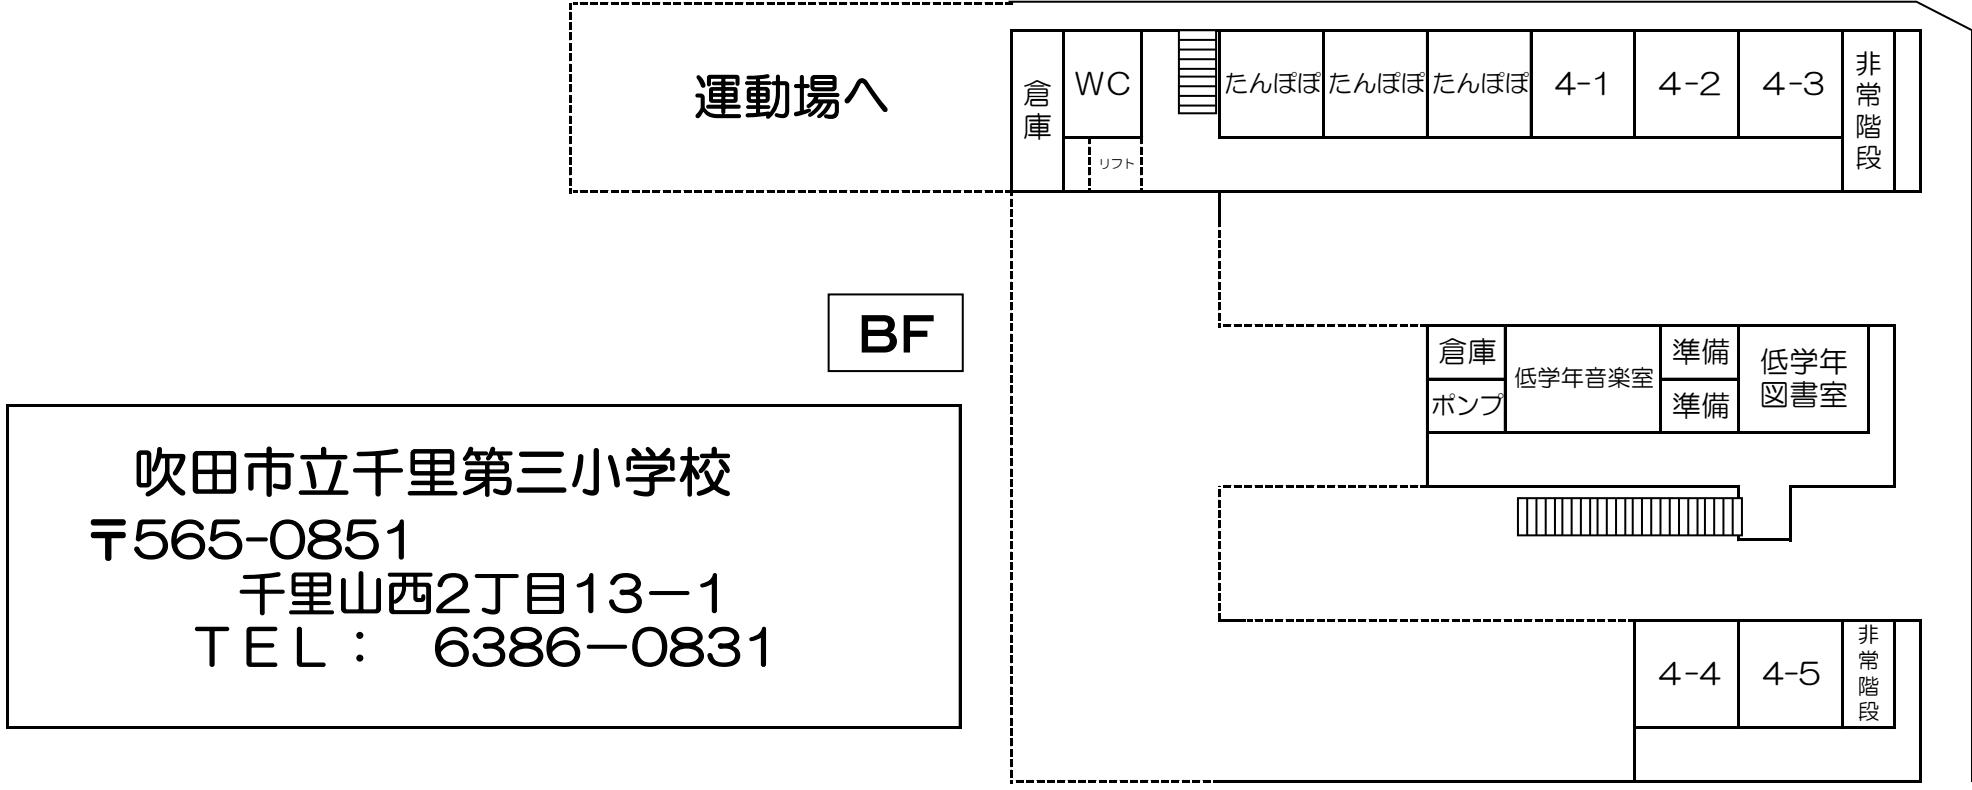 運動場へ
倉庫
WC
リフト
たんぽぽ
たんぽぽ
たんぽぽ
4-1
4-2
4-3
非常階段
BF
倉庫
ポンプ
低学年音楽室
準備
準備
低学年
図書室
吹田市立千里第三小学校
〒565-0851
千里山西2丁目13−1
ＴＥＬ：　6386−0831
4-4
4-5
非常階段